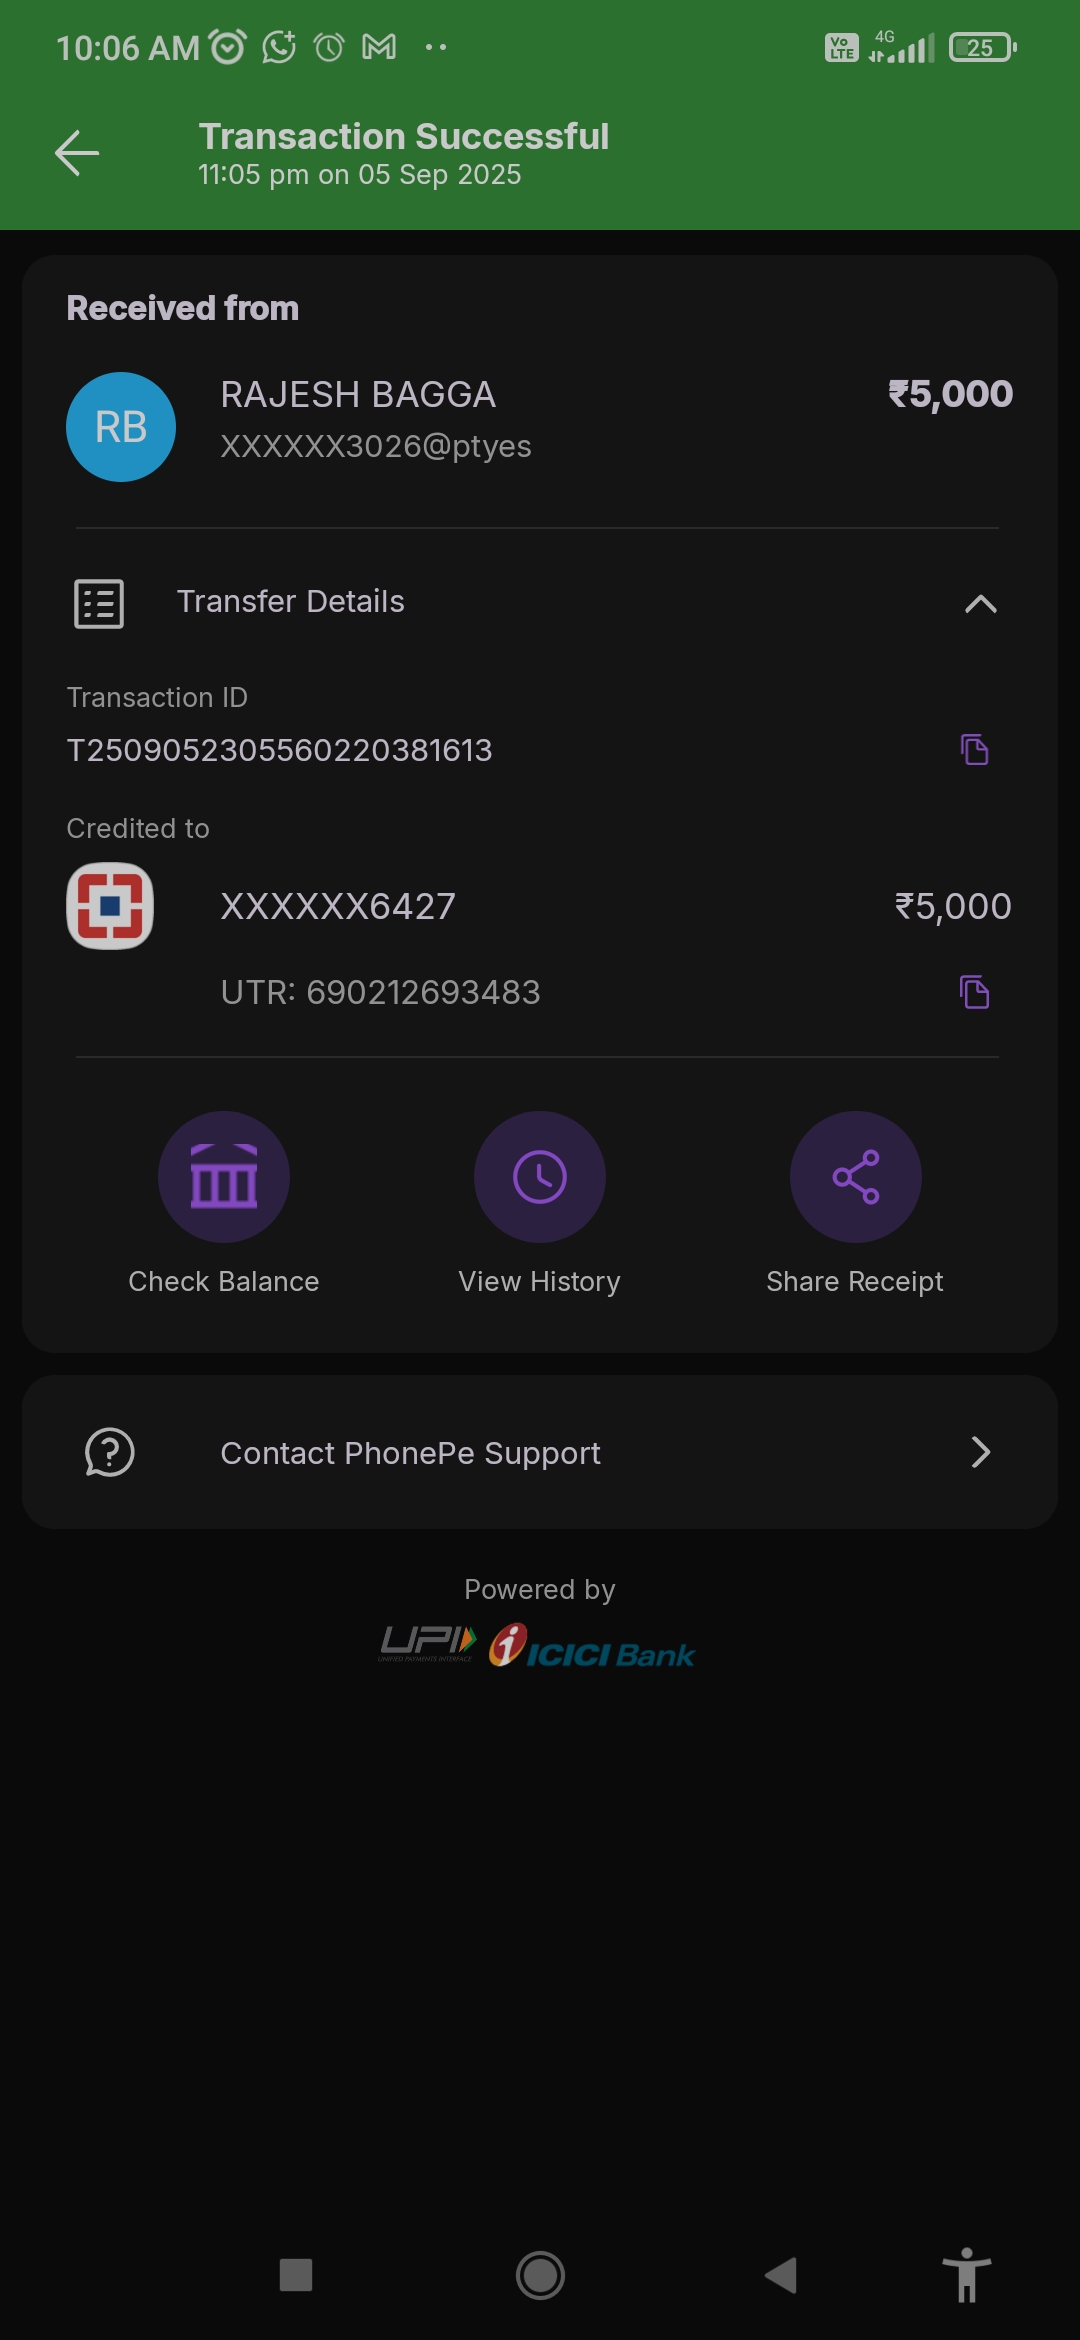 10:06 AM
Vo LTE 4G 25
Transaction Successful
11:05 pm on 05 Sep 2025
Received from
RB
RAJESH BAGGA
₹5,000
XXXXXX3026@ptyes
Transfer Details
Transaction ID
T2509052305560220381613
Credited to
XXXXXX6427
₹5,000
UTR: 690212693483
Check Balance
View History
Share Receipt
Contact PhonePe Support
Powered by
UPI ICICI Bank
UNIFIED PAYMENTS INTERFACE